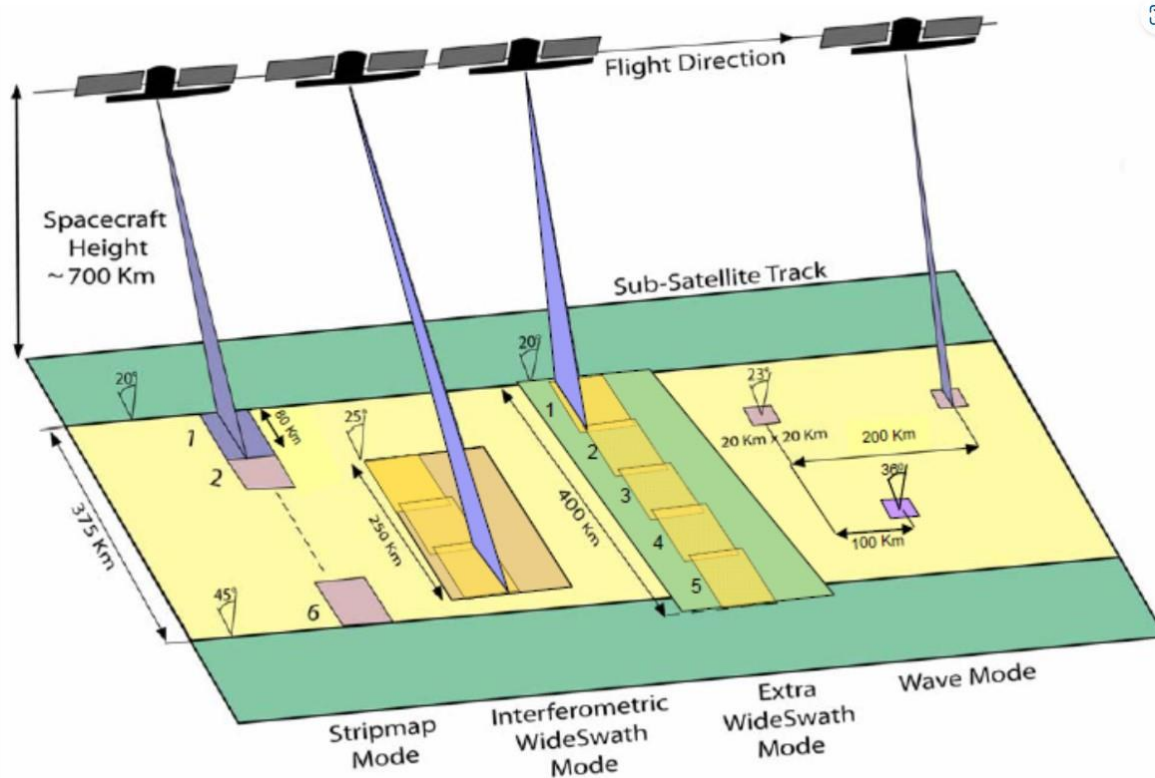 Flight Direction
Spacecraft
Height
~700 Km
Sub-Satellite Track
20°
20°
23°
80 Km
1
25°
1
20 Km × 20 Km
200 Km
2
2
36°
3
400 Km
375 Km
250 Km
4
100 Km
45°
5
6
Stripmap
Mode
Interferometric
WideSwath
Mode
Extra
WideSwath
Mode
Wave Mode